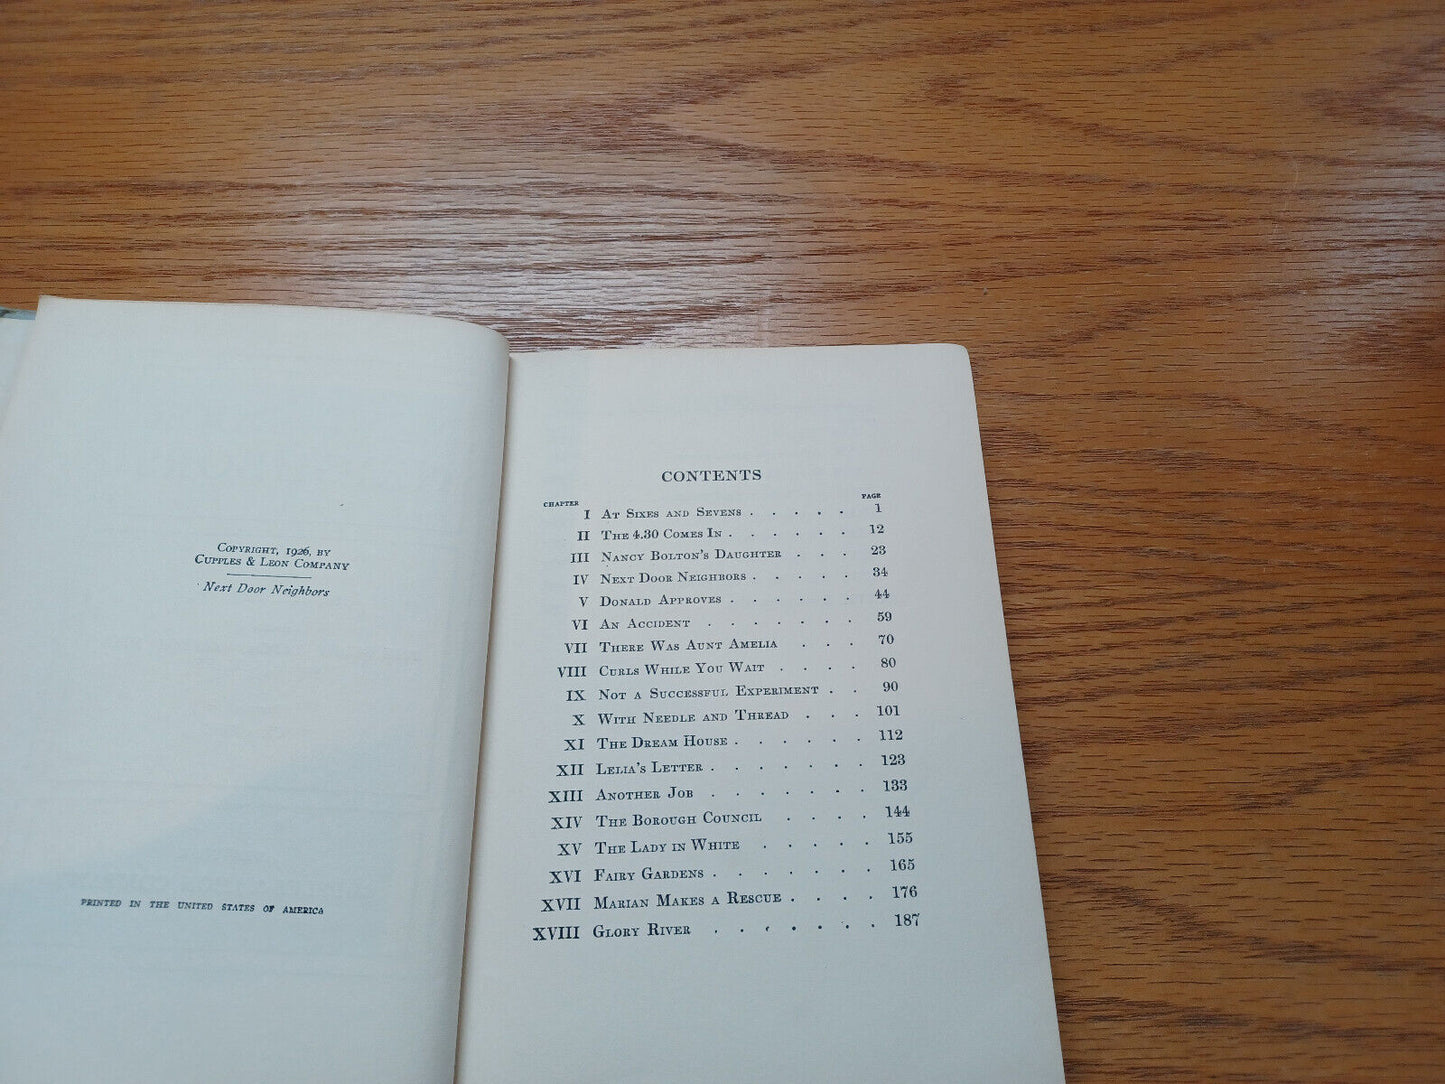 COPYRIGHT, 1926, BY
CUPPLES & LEON COMPANY
Next Door Neighbors
PRINTED IN THE UNITED STATES OF AMERICA
CONTENTS
CHAPTER PAGE
I AT SIXES AND SEVENS . . . . . 1
II THE 4.30 COMES IN . . . . . . 12
III NANCY BOLTON'S DAUGHTER . . . 23
IV NEXT DOOR NEIGHBORS . . . . . 34
V DONALD APPROVES . . . . . . 44
VI AN ACCIDENT . . . . . . . 59
VII THERE WAS AUNT AMELIA . . . 70
VIII CURLS WHILE YOU WAIT . . . . 80
IX NOT A SUCCESSFUL EXPERIMENT . . 90
X WITH NEEDLE AND THREAD . . . 101
XI THE DREAM HOUSE . . . . . . 112
XII LELIA'S LETTER . . . . . . . 123
XIII ANOTHER JOB . . . . . . . 133
XIV THE BOROUGH COUNCIL . . . . 144
XV THE LADY IN WHITE . . . . . 155
XVI FAIRY GARDENS . . . . . . . 165
XVII MARIAN MAKES A RESCUE . . . . 176
XVIII GLORY RIVER . . . . . . . 187